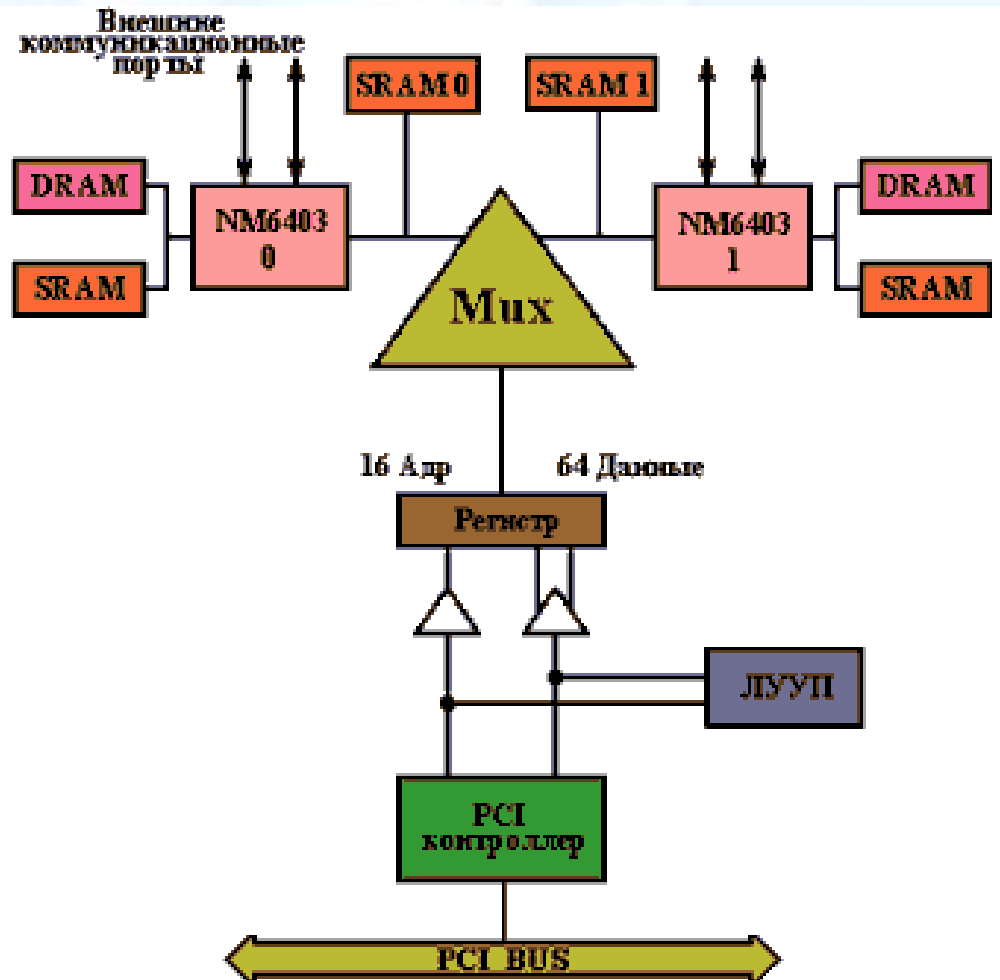 Внешние
коммуникационные
порты
SRAM 0
SRAM 1
DRAM
NM6403
0
NM6403
1
DRAM
SRAM
SRAM
Mux
16 Адр
64 Данные
Регистр
ЛУУП
PCI
контроллер
PCI BUS